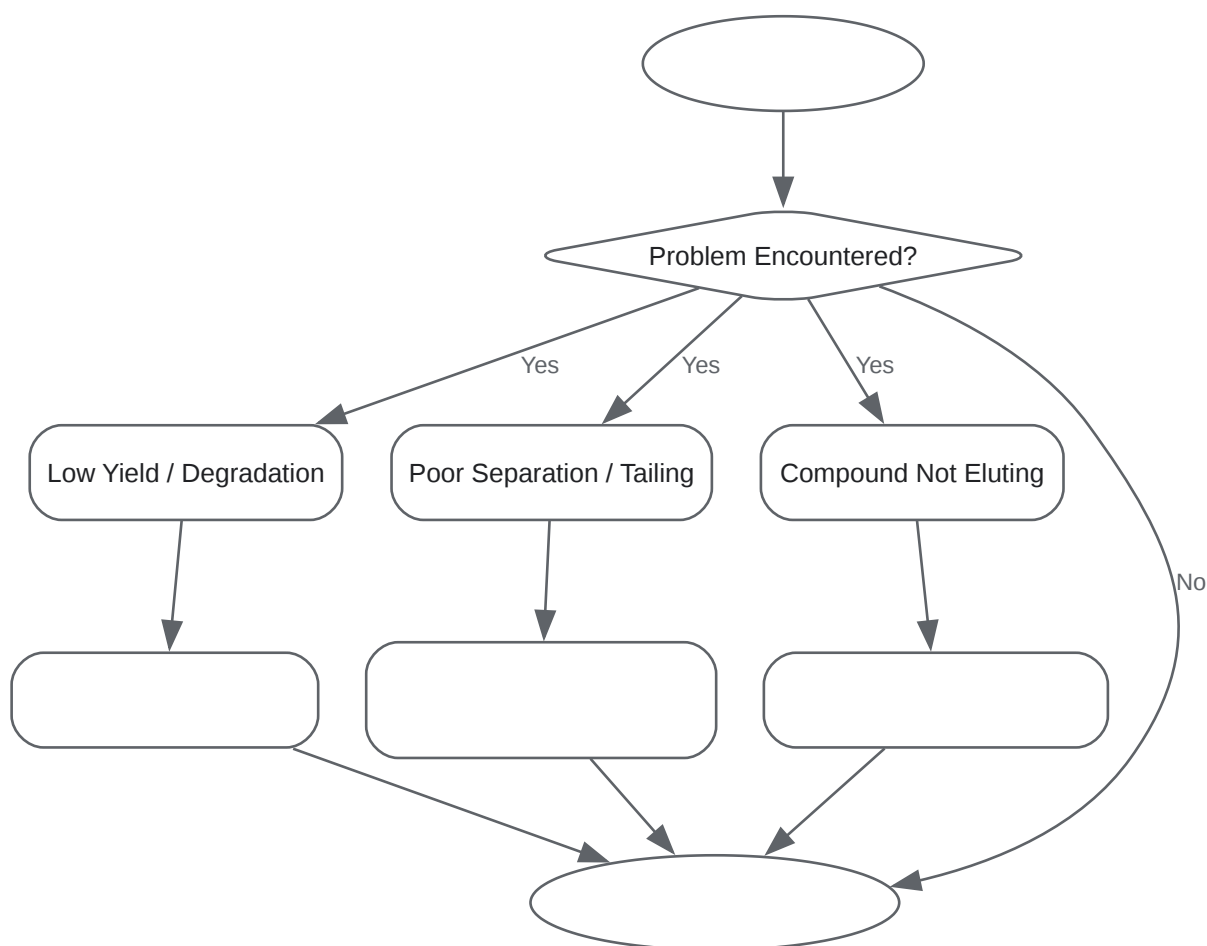 Problem Encountered?
Yes
Yes
Yes
Low Yield / Degradation
Poor Separation / Tailing
Compound Not Eluting
No